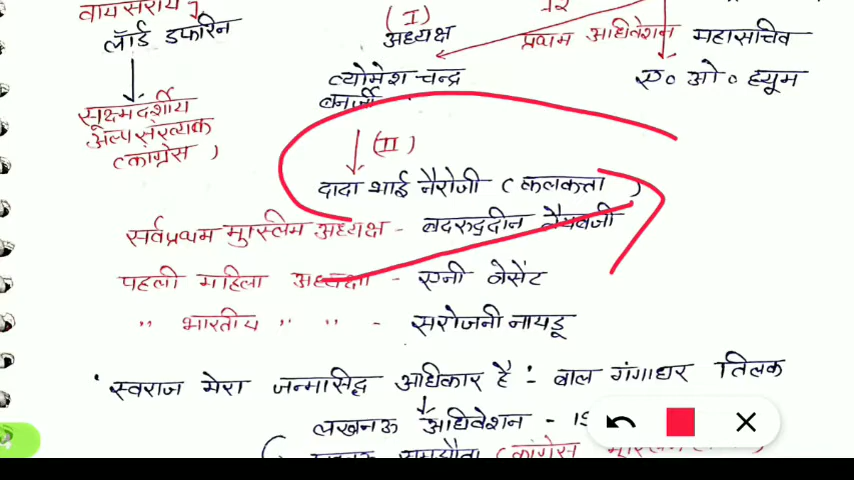 वायसराय
लॉर्ड डफरिन
(I)
अध्यक्ष
प्रथम अधिवेशन
महासचिव
व्योमेश चन्द्र
बनर्जी
ए० ओ० ह्यूम
सूक्ष्मदर्शीय
अल्पसंख्यक
(कांग्रेस)
(II)
दादा भाई नैरोजी (कलकत्ता)
सर्वप्रथम मुस्लिम अध्यक्ष - बदरुद्दीन तैयबजी
पहली महिला अध्यक्षा - एनी बेसेंट
" भारतीय " " - सरोजनी नायडू
'स्वराज मेरा जन्मसिद्ध अधिकार है : बाल गंगाधर तिलक
लखनऊ अधिवेशन - 19
(कांग्रेस